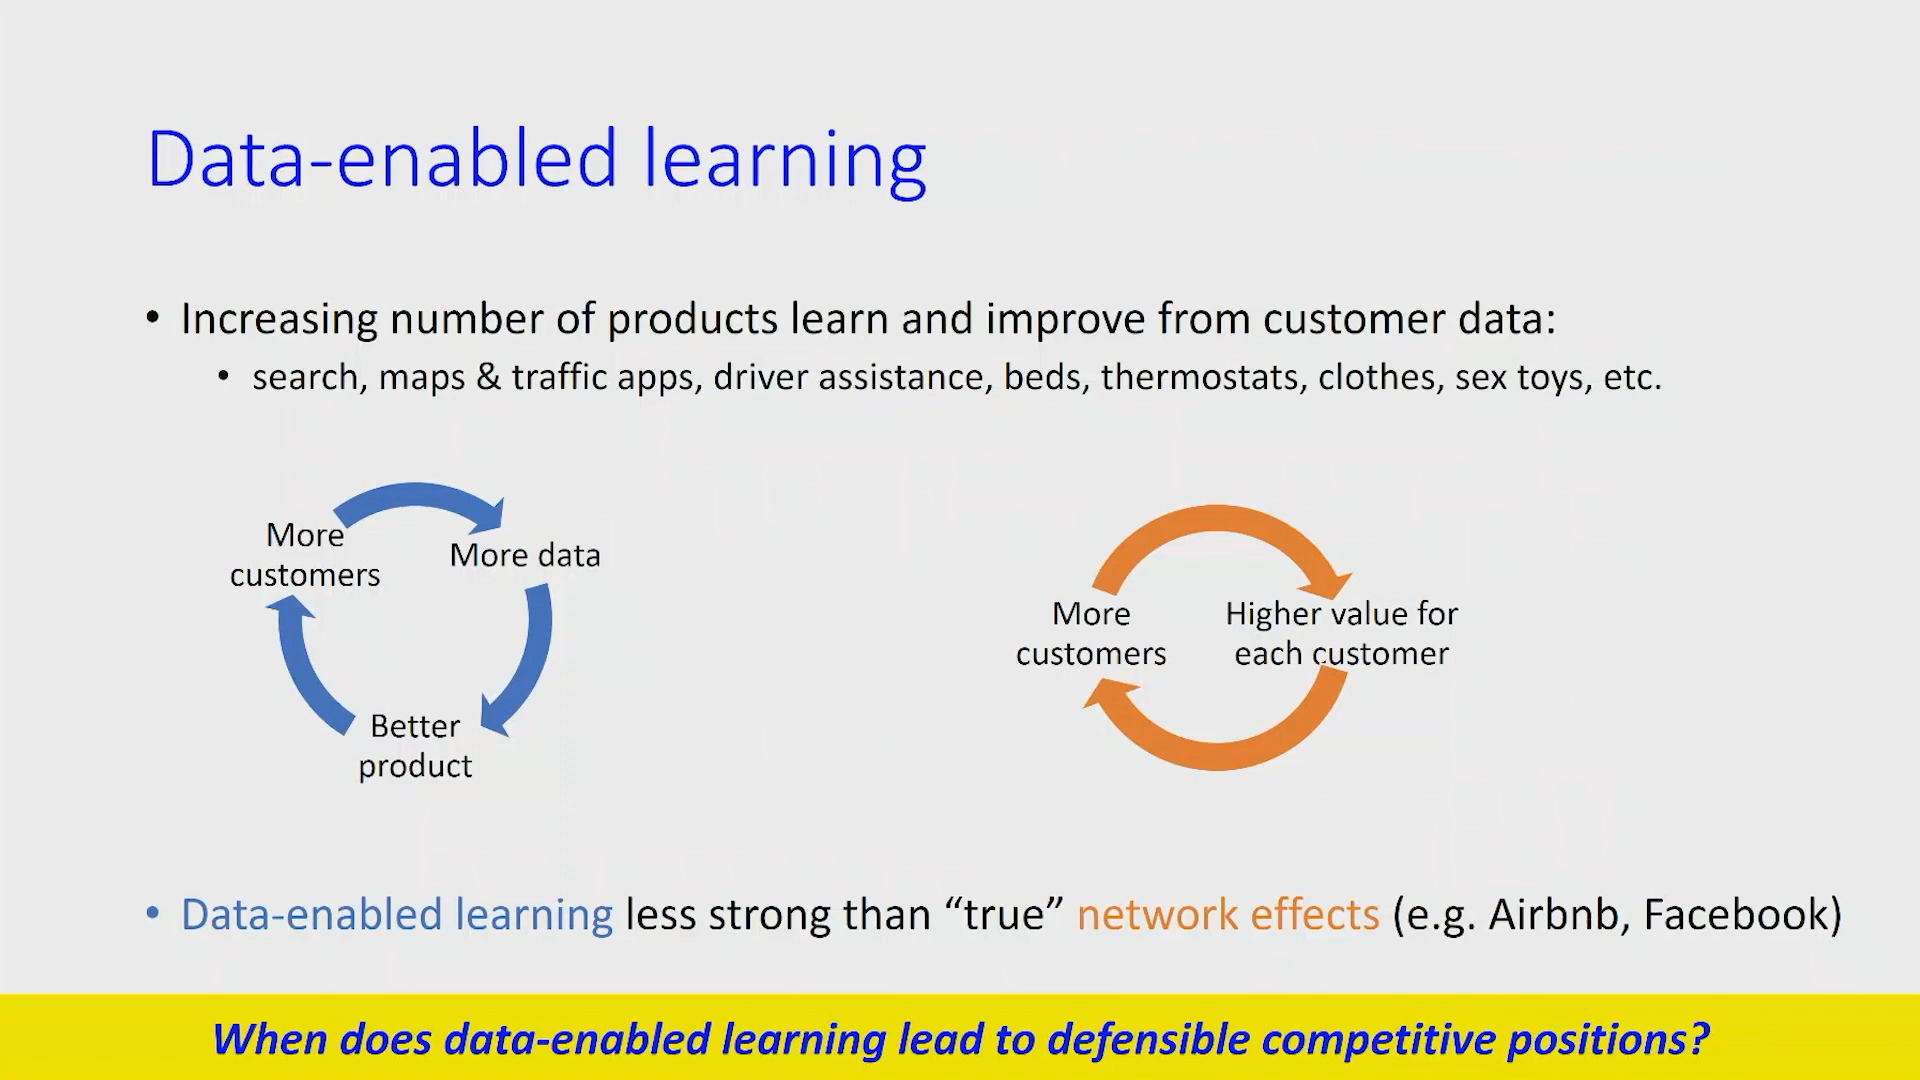 Data-enabled learning
• Increasing number of products learn and improve from customer data:
• search, maps & traffic apps, driver assistance, beds, thermostats, clothes, sex toys, etc.
More
customers
More data
Better
product
More
customers
Higher value for
each customer
• Data-enabled learning less strong than “true” network effects (e.g. Airbnb, Facebook)
When does data-enabled learning lead to defensible competitive positions?